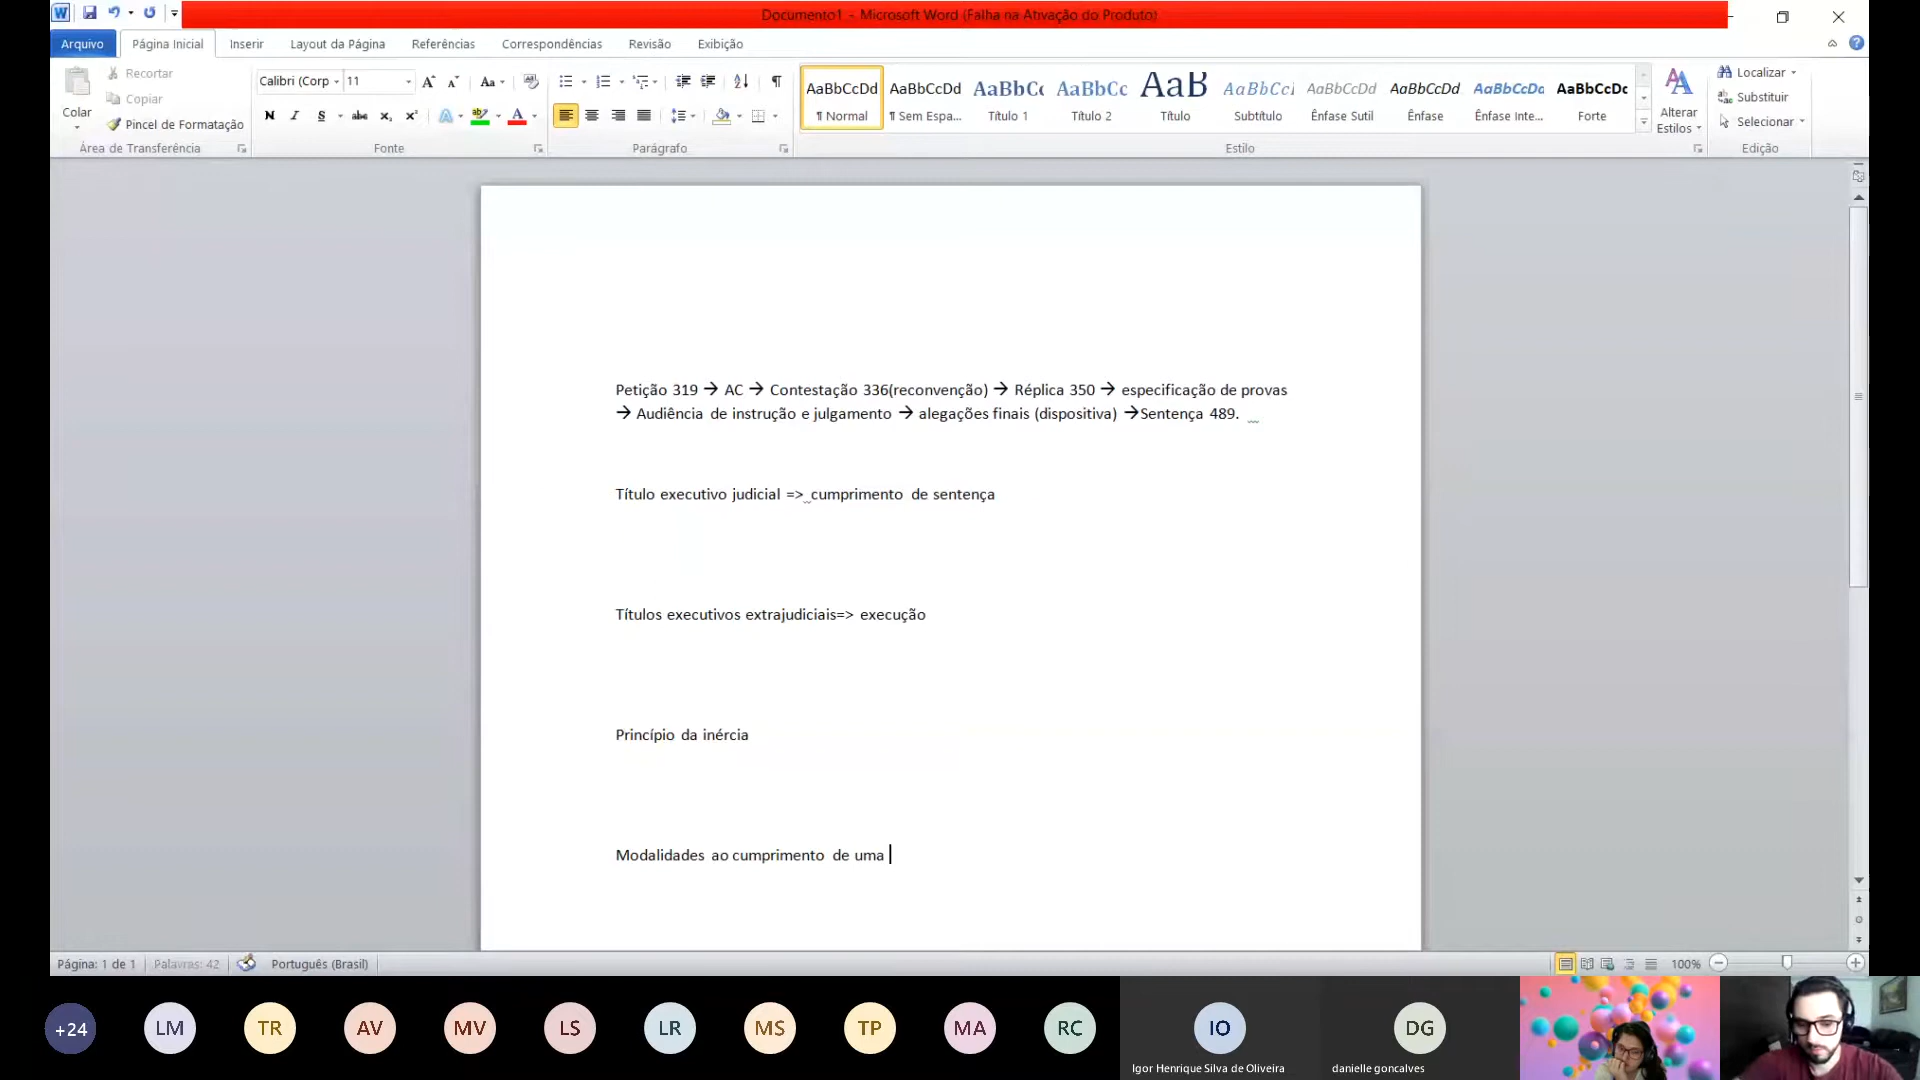 Documento1 - Microsoft Word (Falha na Ativação do Produto)
Arquivo Página Inicial Inserir Layout da Página Referências Correspondências Revisão Exibição
Colar
Recortar
Copiar
Pincel de Formatação
Área de Transferência
Calibri (Corp 11
Fonte
Parágrafo
AaBbCcDd AaBbCcDd AaBbC AaBbCc AaB AaBbCcI AaBbCcDd AaBbCcDd AaBbCcDd AaBbCcDc
¶ Normal ¶ Sem Espa... Título 1 Título 2 Título Subtítulo Ênfase Sutil Ênfase Ênfase Inte... Forte
Estilo
Alterar Estilos
Localizar
Substituir
Selecionar
Edição
Petição 319 → AC → Contestação 336(reconvenção) → Réplica 350 → especificação de provas
→ Audiência de instrução e julgamento → alegações finais (dispositiva) →Sentença 489.
Título executivo judicial => cumprimento de sentença
Títulos executivos extrajudiciais=> execução
Princípio da inércia
Modalidades ao cumprimento de uma
Página: 1 de 1 Palavras: 42 Português (Brasil) 100%
+24 LM TR AV MV LS LR MS TP MA RC IO DG
Igor Henrique Silva de Oliveira danielle goncalves